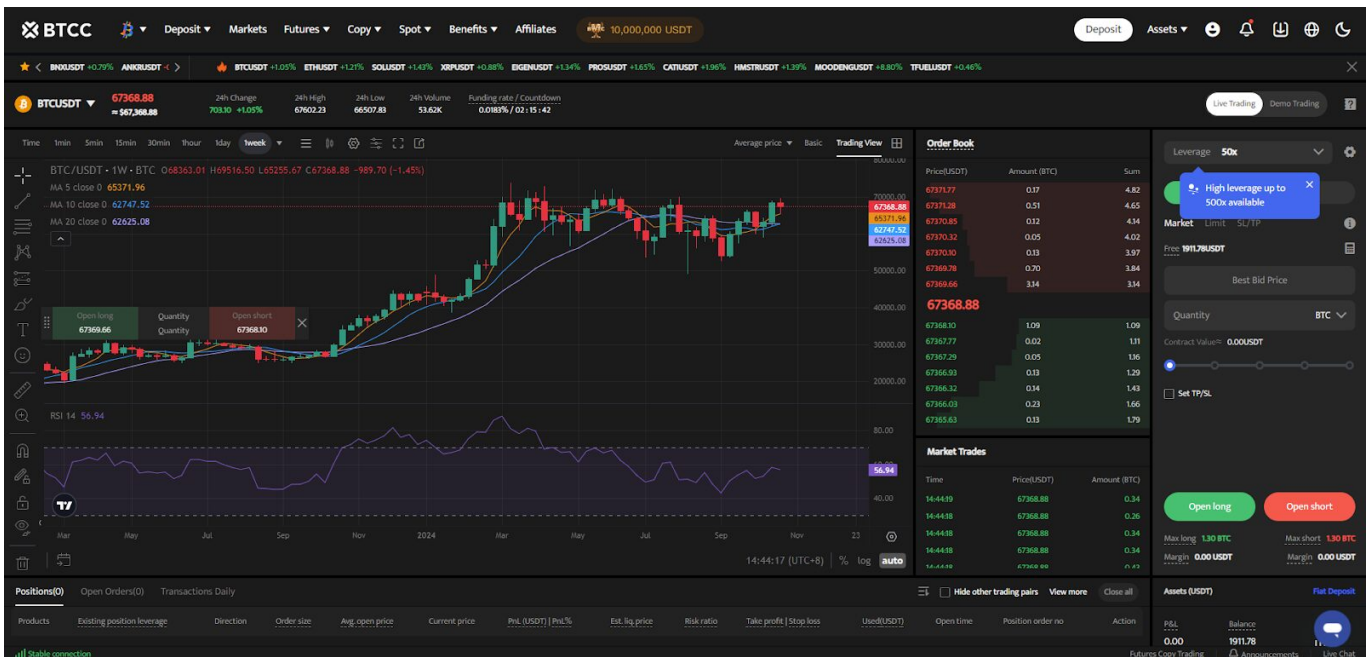 BTCC Deposit Markets Futures Copy Spot Benefits Affiliates 10,000,000 USDT Deposit Assets
BNXUSDT +0.79% ANKRUSDT BTCUSDT +1.05% ETHUSDT +1.21% SOLUSDT +1.43% XRPUSDT +0.88% EIGENUSDT +1.34% PROSUSDT +1.65% CATIUSDT +1.96% HMSTRUSDT +1.39% MOODENGUSDT +8.80% TFUELUSDT +0.46%
BTCUSDT 67368.88 24h Change 24h High 24h Low 24h Volume Funding rate / Countdown Live Trading Demo Trading
≈ $67,368.88 703.10 +1.05% 67602.23 66507.83 53.62K 0.0183% / 02:15:42
Time 1min 5min 15min 30min 1hour 1day 1week Average price Basic Trading View
BTC/USDT · 1W · BTC O68363.01 H69516.50 L65255.67 C67368.88 -989.70 (-1.45%)
MA 5 close 0 65371.96
MA 10 close 0 62747.52
MA 20 close 0 62625.08
80000.00
70000.00
67368.88
65371.96
62747.52
62625.08
50000.00
40000.00
30000.00
20000.00
Open long Quantity Open short
67369.66 Quantity 67368.10
RSI 14 56.94
80.00
56.94
40.00
Mar May Jul Sep Nov 2024 Mar May Jul Sep Nov 23
14:44:17 (UTC+8) % log auto
Order Book
Price(USDT) Amount (BTC) Sum
67371.77 0.17 4.82
67371.28 0.51 4.65
67370.85 0.12 4.14
67370.32 0.05 4.02
67370.10 0.13 3.97
67369.78 0.70 3.84
67369.66 3.14 3.14
67368.88
67368.10 1.09 1.09
67367.77 0.02 1.11
67367.29 0.05 1.16
67366.93 0.13 1.29
67366.32 0.14 1.43
67366.03 0.23 1.66
67365.63 0.13 1.79
Market Trades
Time Price(USDT) Amount (BTC)
14:44:19 67368.88 0.34
14:44:18 67368.88 0.26
14:44:18 67368.88 0.34
14:44:18 67368.88 0.34
14:44:18 67368.88 0.43
Leverage 50x
High leverage up to
500x available
Market Limit SL/TP
Free 1911.78USDT
Best Bid Price
Quantity BTC
Contract Value≈ 0.00USDT
Set TP/SL
Open long Open short
Max long 1.30 BTC Max short 1.30 BTC
Margin 0.00 USDT Margin 0.00 USDT
Positions(0) Open Orders(0) Transactions Daily Hide other trading pairs View more Close all
Products Existing position leverage Direction Order size Avg. open price Current price PnL (USDT) | PnL% Est. liq. price Risk ratio Take profit | Stop loss Used(USDT) Open time Position order no Action
Assets (USDT) Fiat Deposit
P&L Balance
0.00 1911.78
Stable connection Futures Copy Trading Announcements Live Chat